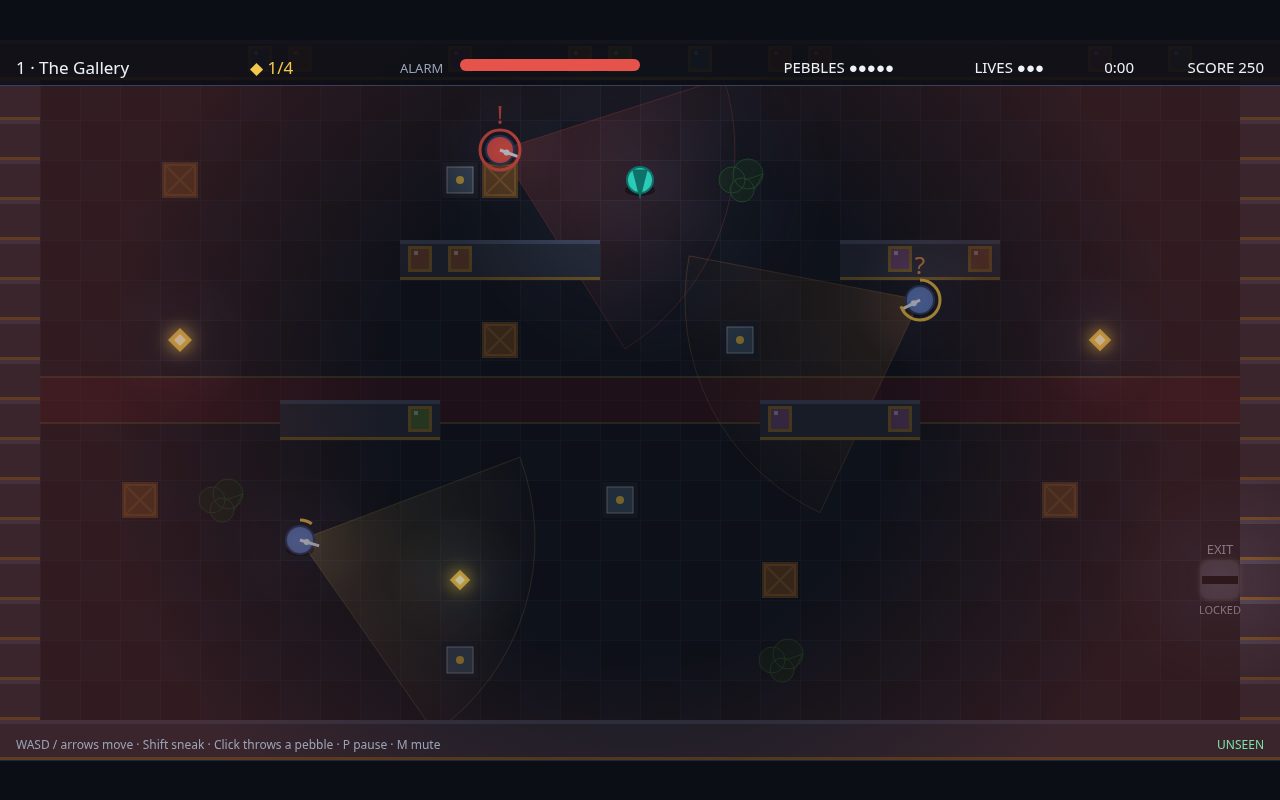 1 · The Gallery
◆ 1/4
ALARM
PEBBLES ●●●●●
LIVES ●●●
0:00
SCORE 250
!
?
EXIT
LOCKED
WASD / arrows move · Shift sneak · Click throws a pebble · P pause · M mute
UNSEEN